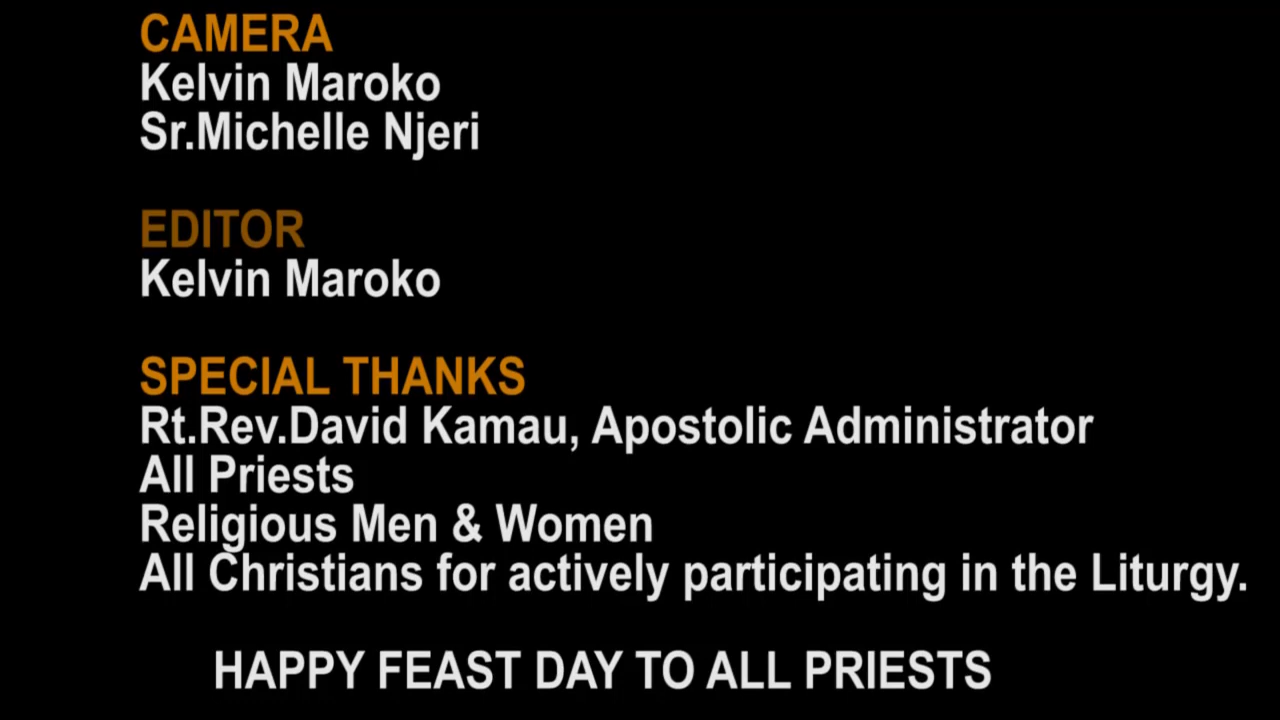 CAMERA
Kelvin Maroko
Sr.Michelle Njeri
EDITOR
Kelvin Maroko
SPECIAL THANKS
Rt.Rev.David Kamau, Apostolic Administrator
All Priests
Religious Men & Women
All Christians for actively participating in the Liturgy.
HAPPY FEAST DAY TO ALL PRIESTS